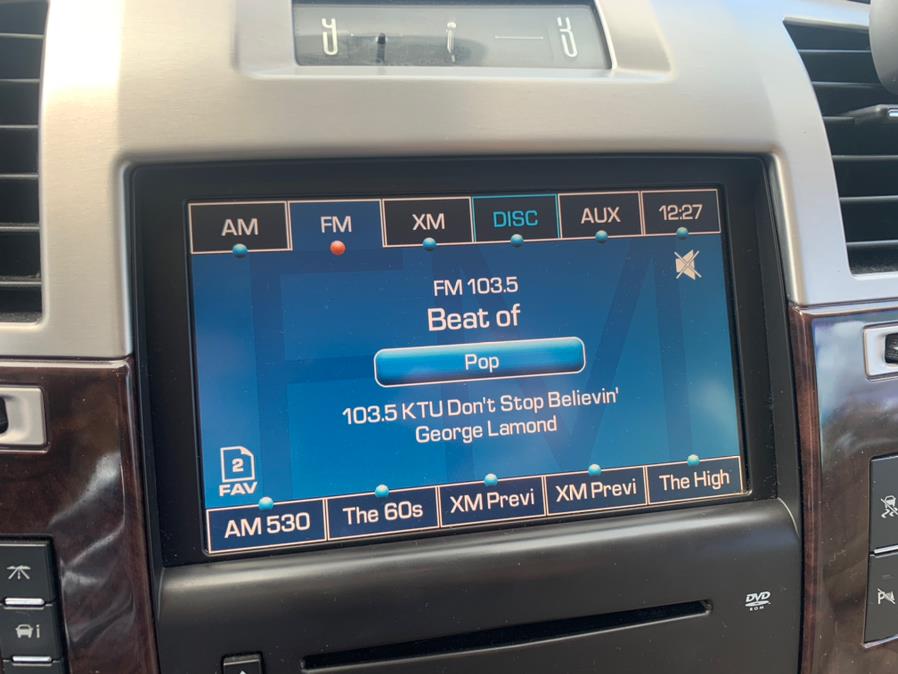 AM FM XM DISC AUX 12:27
FM 103.5
Beat of
Pop
103.5 KTU Don't Stop Believin'
George Lamond
2
FAV
AM 530 The 60s XM Previ XM Previ The High
DVD
ROM
i
P